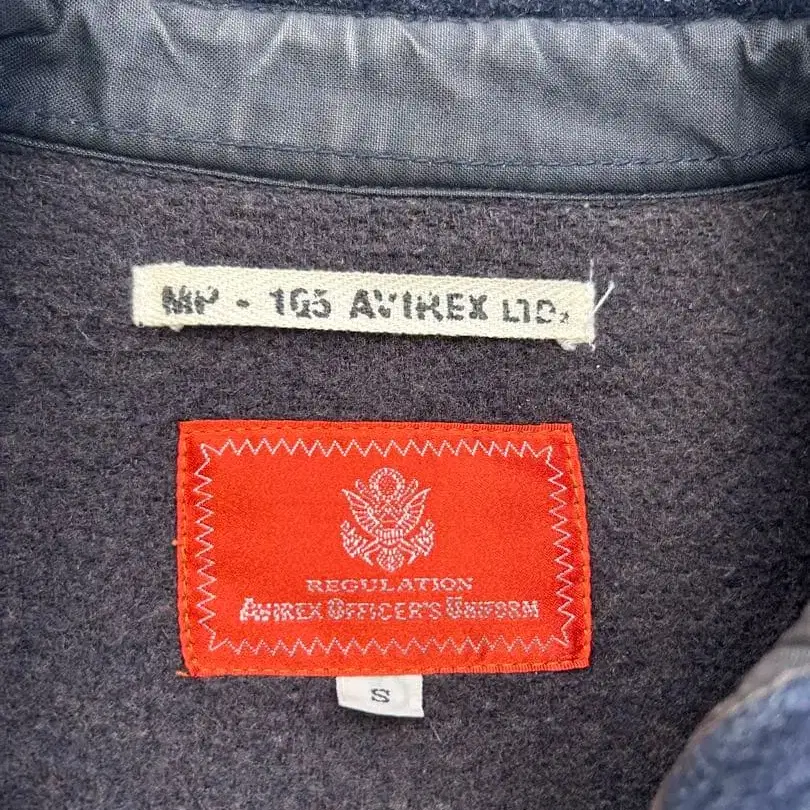 MP - 105 AVIREX LTD.
REGULATION
AVIREX OFFICER'S UNIFORM
S